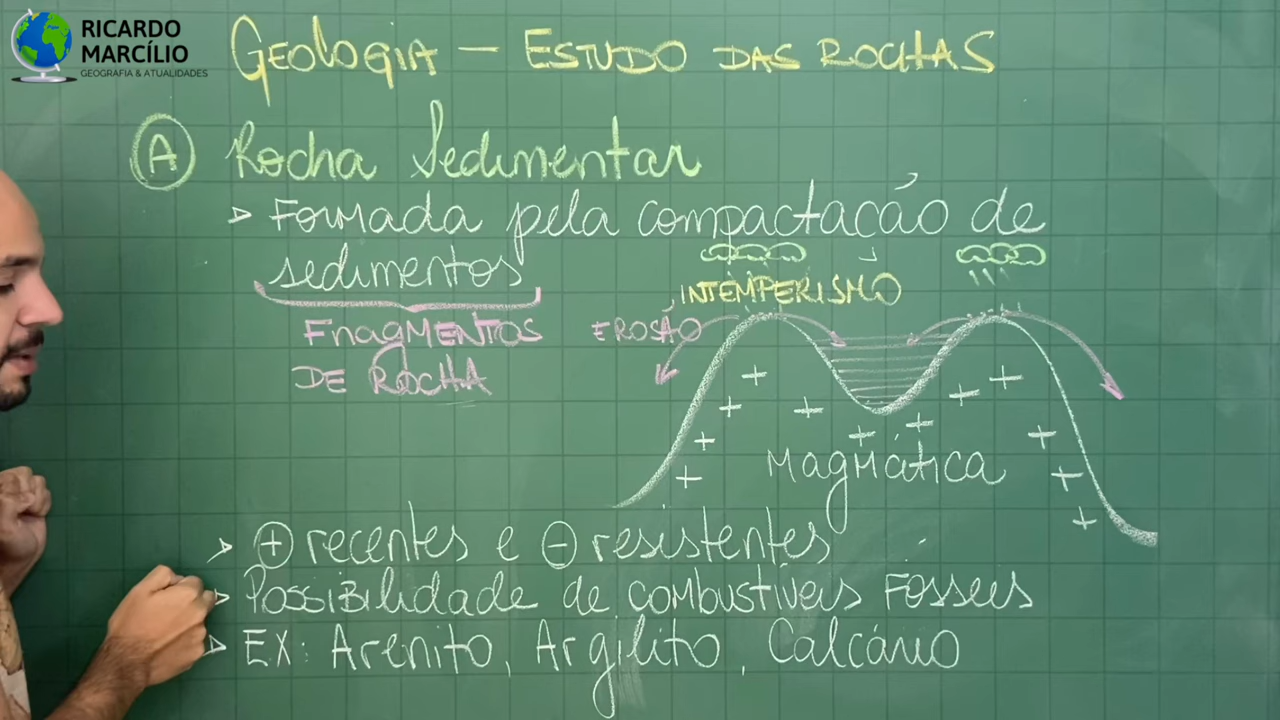 RICARDO
MARCÍLIO
GEOGRAFIA & ATUALIDADES
GEOLOGIA – ESTUDO DAS ROCHAS
A Rocha Sedimentar
> Formada pela compactação de
sedimentos
INTEMPERISMO
FRAGMENTOS
DE ROCHA
EROSÃO
Magmática
> + recentes e – resistentes
> Possibilidade de combustíveis Fósseis
> EX: Arenito, Argilito, Calcário